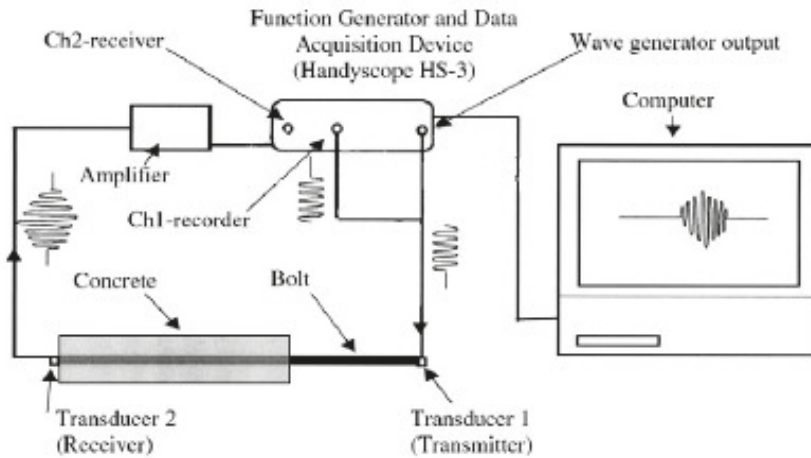 Function Generator and Data
Acquisition Device
(Handyscope HS-3)
Ch2-receiver
Wave generator output
Computer
Amplifier
Ch1-recorder
Concrete
Bolt
Transducer 2
(Receiver)
Transducer 1
(Transmitter)